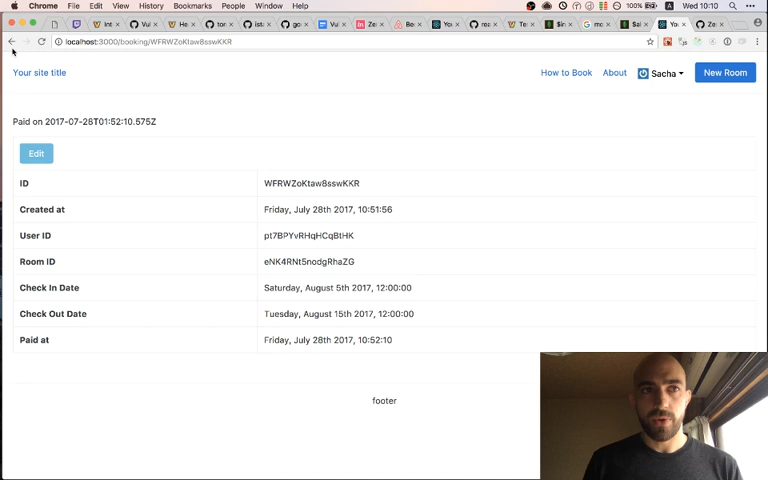 Chrome File Edit View History Bookmarks People Window Help 100% Wed 10:10
localhost:3000/booking/WFRWZoKtaw8sswKKR
Your site title How to Book About Sacha New Room
Paid on 2017-07-28T01:52:10.575Z
Edit
ID WFRWZoKtaw8sswKKR
Created at Friday, July 28th 2017, 10:51:56
User ID pt7BPYvRHqHCqBtHK
Room ID eNK4RNt5nodgRhaZG
Check In Date Saturday, August 5th 2017, 12:00:00
Check Out Date Tuesday, August 15th 2017, 12:00:00
Paid at Friday, July 28th 2017, 10:52:10
footer